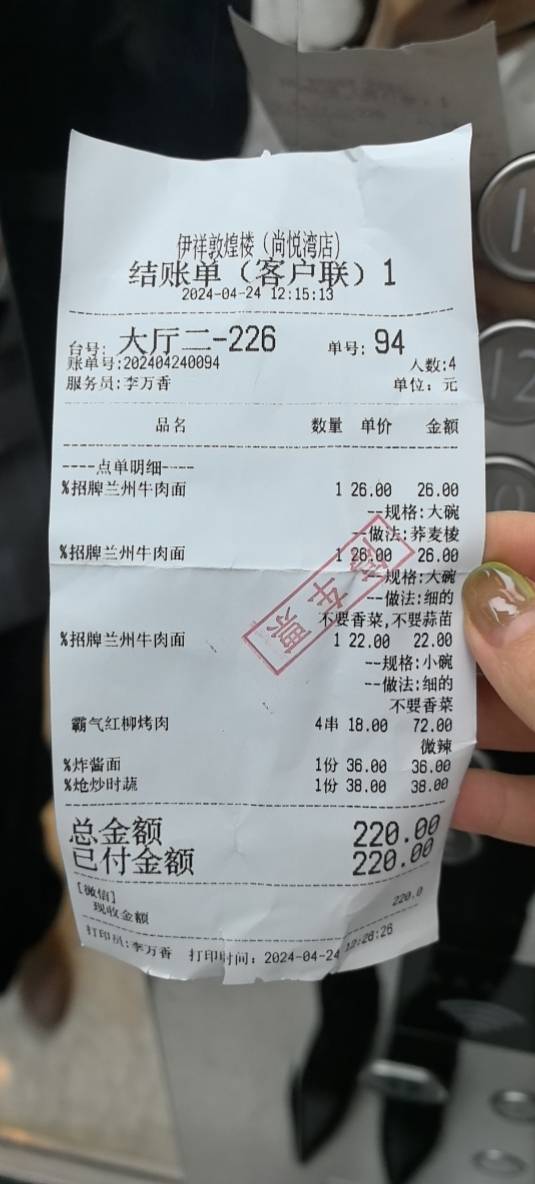 伊祥敦煌楼（尚悦湾店）
结账单（客户联）1
2024-04-24 12:15:13
台号: 大厅二-226 单号: 94
账单号:202404240094 人数:4
服务员:李万香 单位: 元
品名 数量 单价 金额
----点单明细----
%招牌兰州牛肉面 1 26.00 26.00
--规格:大碗
--做法:荞麦棱
%招牌兰州牛肉面 1 26.00 26.00
--规格:大碗
--做法:细的
不要香菜,不要蒜苗
%招牌兰州牛肉面 1 22.00 22.00
--规格:小碗
--做法:细的
不要香菜
霸气红柳烤肉 4串 18.00 72.00
微辣
%炸酱面 1份 36.00 36.00
%炝炒时蔬 1份 38.00 38.00
总金额 220.00
已付金额 220.00
[微信]
现收金额 220.0
打印员:李万香 打印时间: 2024-04-24 12:26:26
停车票
12